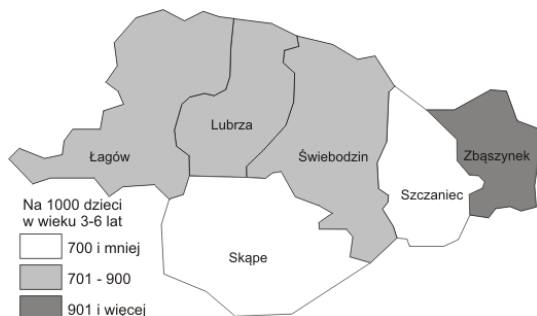 Lubrza
Łagów
Świebodzin
Zbąszynek
Szczaniec
Skąpe
Na 1000 dzieci
w wieku 3-6 lat
700 i mniej
701 - 900
901 i więcej